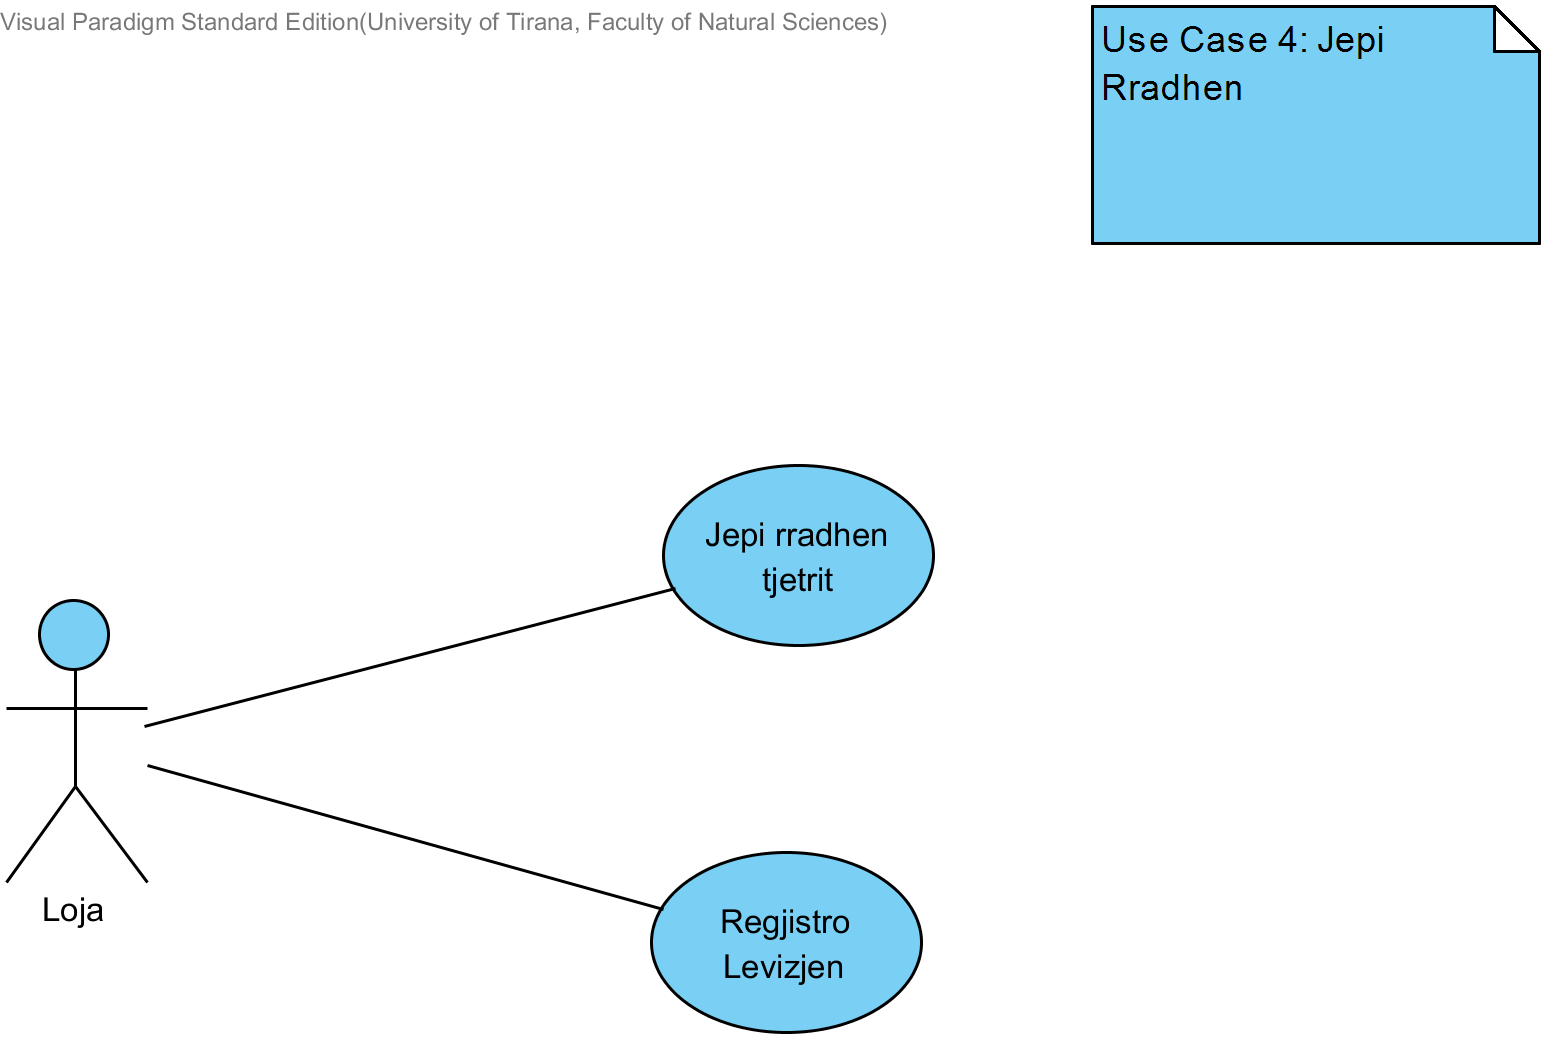 Visual Paradigm Standard Edition(University of Tirana, Faculty of Natural Sciences)
Use Case 4: Jepi
Rradhen
Jepi rradhen
tjetrit
Loja
Regjistro
Levizjen